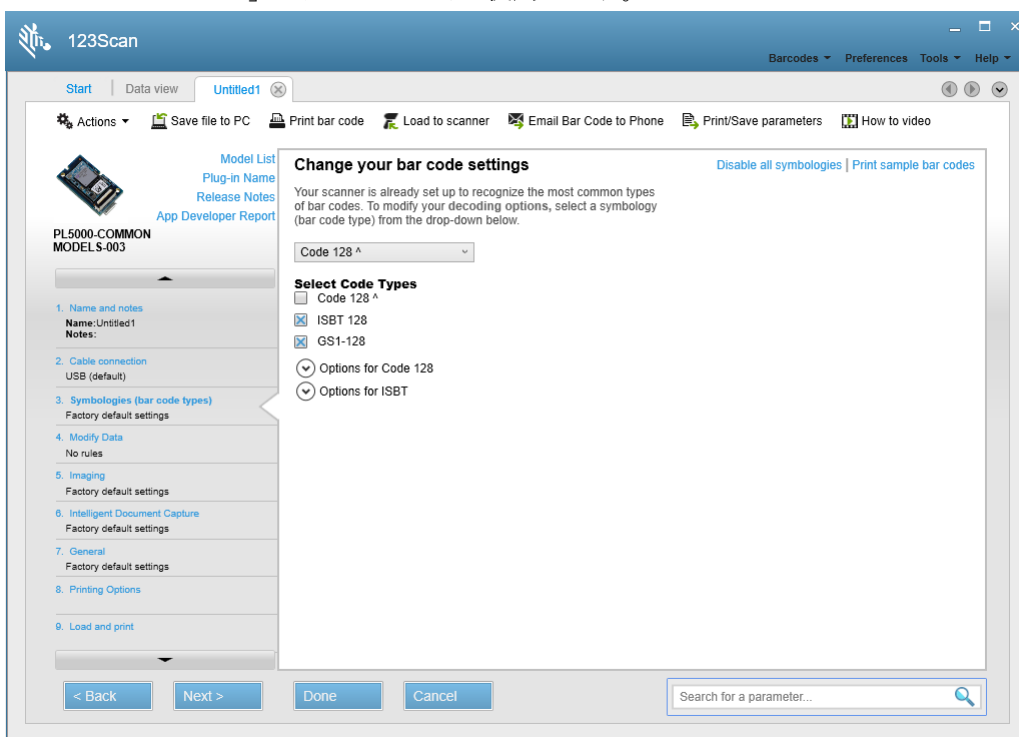 123Scan
Barcodes Preferences Tools Help
Start Data view Untitled1
Actions Save file to PC Print bar code Load to scanner Email Bar Code to Phone Print/Save parameters How to video
Model List
Plug-in Name
Release Notes
App Developer Report
PL5000-COMMON
MODELS-003
1. Name and notes
Name:Untitled1
Notes:
2. Cable connection
USB (default)
3. Symbologies (bar code types)
Factory default settings
4. Modify Data
No rules
5. Imaging
Factory default settings
6. Intelligent Document Capture
Factory default settings
7. General
Factory default settings
8. Printing Options
9. Load and print
Change your bar code settings
Disable all symbologies | Print sample bar codes
Your scanner is already set up to recognize the most common types
of bar codes. To modify your decoding options, select a symbology
(bar code type) from the drop-down below.
Code 128 ^
Select Code Types
Code 128 ^
ISBT 128
GS1-128
Options for Code 128
Options for ISBT
< Back Next > Done Cancel
Search for a parameter...